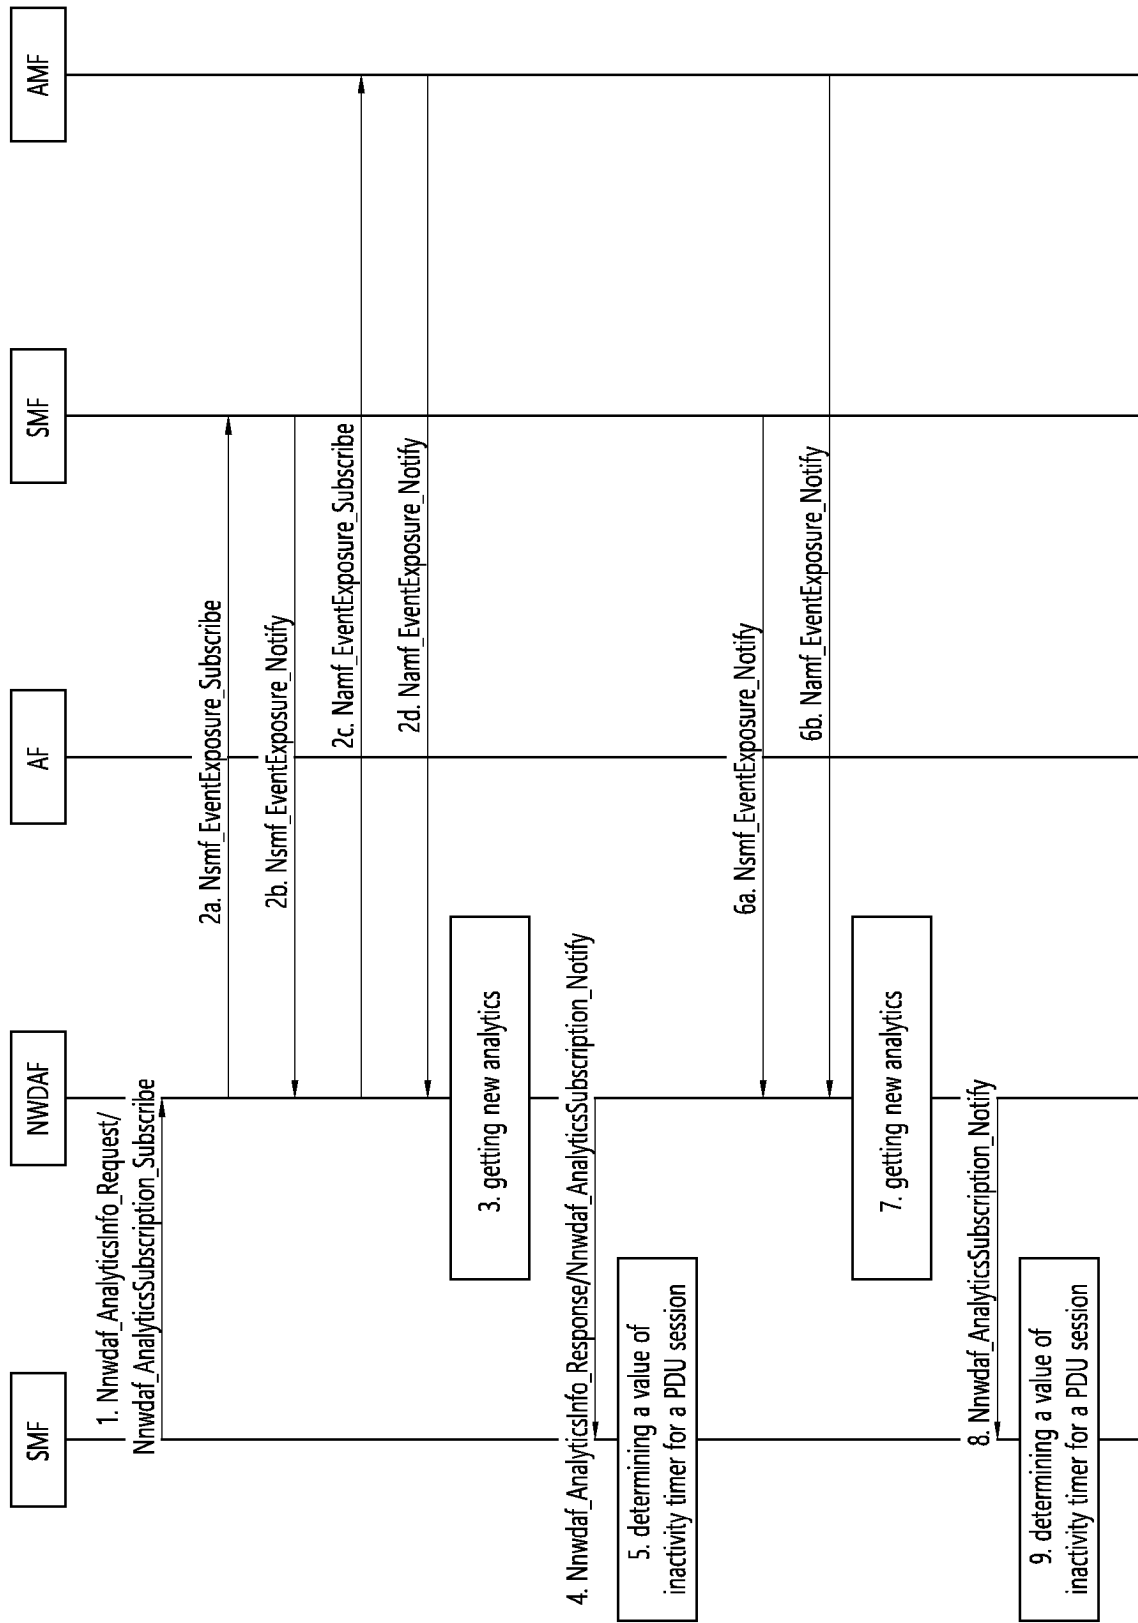 SMF
NWDAF
AF
SMF
AMF
1. Nnwdaf_AnalyticsInfo_Request/
Nnwdaf_AnalyticsSubscription_Subscribe
2a. Nsmf_EventExposure_Subscribe
2b. Nsmf_EventExposure_Notify
2c. Namf_EventExposure_Subscribe
2d. Namf_EventExposure_Notify
3. getting new analytics
4. Nnwdaf_AnalyticsInfo_Response/Nnwdaf_AnalyticsSubscription_Notify
5. determining a value of
inactivity timer for a PDU session
6a. Nsmf_EventExposure_Notify
6b. Namf_EventExposure_Notify
7. getting new analytics
8. Nnwdaf_AnalyticsSubscription_Notify
9. determining a value of
inactivity timer for a PDU session